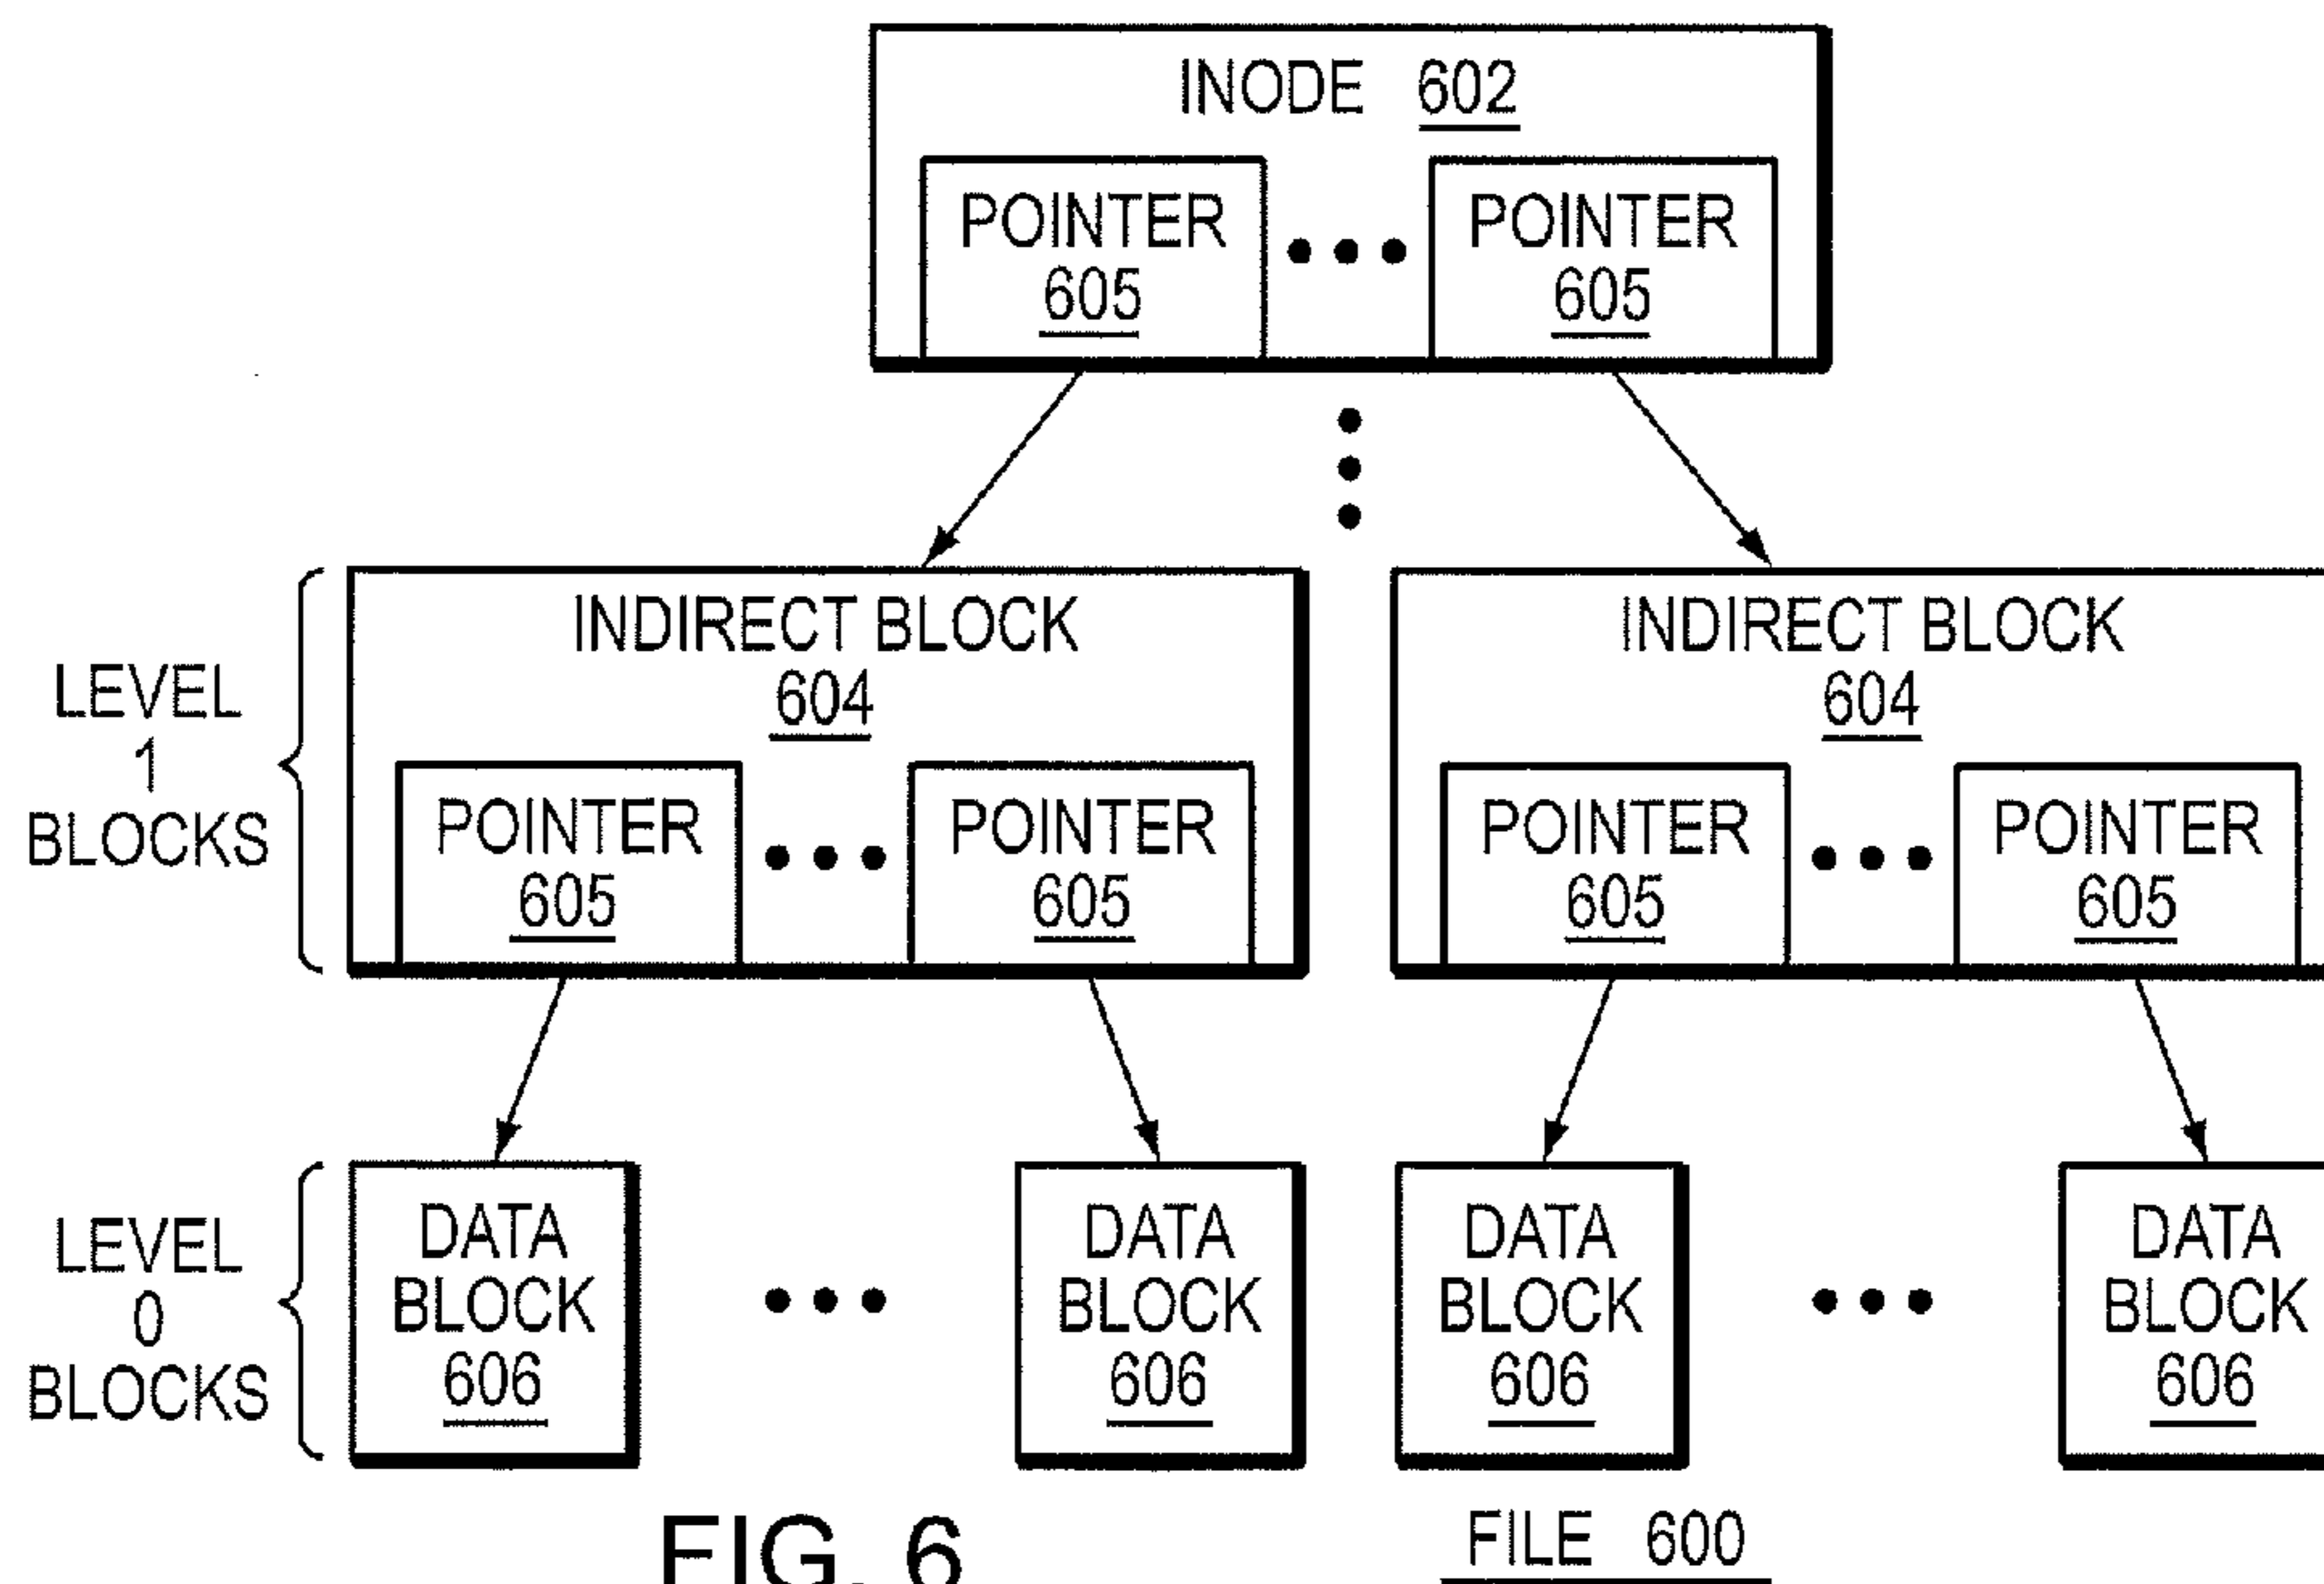 INODE 602
POINTER POINTER
605 605
INDIRECT BLOCK INDIRECT BLOCK
604 604
LEVEL
1
BLOCKS
POINTER POINTER POINTER POINTER
605 605 605 605
LEVEL
0
BLOCKS
DATA DATA DATA DATA
BLOCK BLOCK BLOCK BLOCK
606 606 606 606
FIG. 6
FILE 600